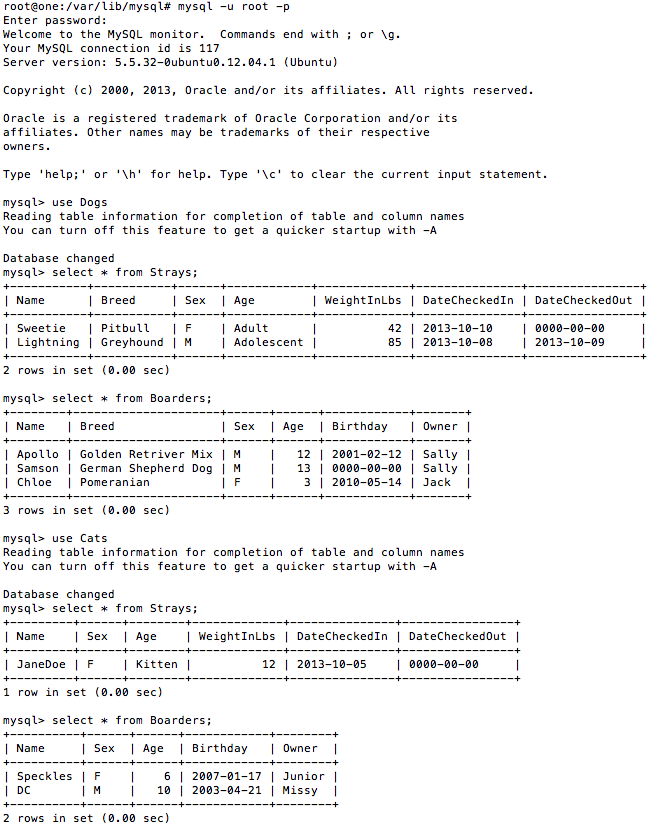 root@one:/var/lib/mysql# mysql -u root -p
Enter password:
Welcome to the MySQL monitor.  Commands end with ; or \g.
Your MySQL connection id is 117
Server version: 5.5.32-0ubuntu0.12.04.1 (Ubuntu)

Copyright (c) 2000, 2013, Oracle and/or its affiliates. All rights reserved.

Oracle is a registered trademark of Oracle Corporation and/or its
affiliates. Other names may be trademarks of their respective
owners.

Type 'help;' or '\h' for help. Type '\c' to clear the current input statement.

mysql> use Dogs
Reading table information for completion of table and column names
You can turn off this feature to get a quicker startup with -A

Database changed
mysql> select * from Strays;
+-----------+-----------+------+------------+-------------+---------------+----------------+
| Name      | Breed     | Sex  | Age        | WeightInLbs | DateCheckedIn | DateCheckedOut |
+-----------+-----------+------+------------+-------------+---------------+----------------+
| Sweetie   | Pitbull   | F    | Adult      |          42 | 2013-10-10    | 0000-00-00     |
| Lightning | Greyhound | M    | Adolescent |          85 | 2013-10-08    | 2013-10-09     |
+-----------+-----------+------+------------+-------------+---------------+----------------+
2 rows in set (0.00 sec)

mysql> select * from Boarders;
+--------+---------------------+------+------+------------+-------+
| Name   | Breed               | Sex  | Age  | Birthday   | Owner |
+--------+---------------------+------+------+------------+-------+
| Apollo | Golden Retriver Mix | M    |   12 | 2001-02-12 | Sally |
| Samson | German Shepherd Dog | M    |   13 | 0000-00-00 | Sally |
| Chloe  | Pomeranian          | F    |    3 | 2010-05-14 | Jack  |
+--------+---------------------+------+------+------------+-------+
3 rows in set (0.00 sec)

mysql> use Cats
Reading table information for completion of table and column names
You can turn off this feature to get a quicker startup with -A

Database changed
mysql> select * from Strays;
+---------+------+--------+-------------+---------------+----------------+
| Name    | Sex  | Age    | WeightInLbs | DateCheckedIn | DateCheckedOut |
+---------+------+--------+-------------+---------------+----------------+
| JaneDoe | F    | Kitten |          12 | 2013-10-05    | 0000-00-00     |
+---------+------+--------+-------------+---------------+----------------+
1 row in set (0.00 sec)

mysql> select * from Boarders;
+----------+------+------+------------+--------+
| Name     | Sex  | Age  | Birthday   | Owner  |
+----------+------+------+------------+--------+
| Speckles | F    |    6 | 2007-01-17 | Junior |
| DC       | M    |   10 | 2003-04-21 | Missy  |
+----------+------+------+------------+--------+
2 rows in set (0.00 sec)